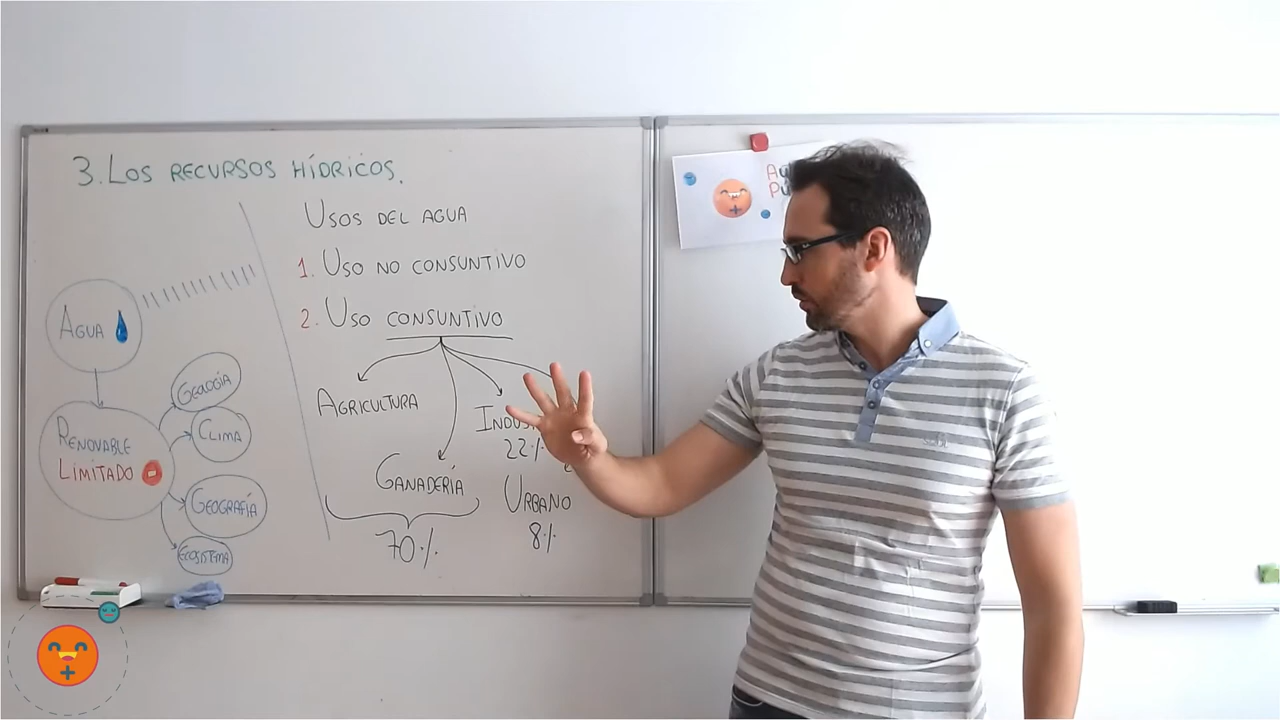 3. LOS RECURSOS HÍDRICOS.
USOS DEL AGUA
1. USO NO CONSUNTIVO
2. USO CONSUNTIVO
AGUA
RENOVABLE
LIMITADO
GEOLOGÍA
CLIMA
GEOGRAFÍA
ECOSISTEMA
AGRICULTURA
GANADERÍA
70%
22%
URBANO
8%